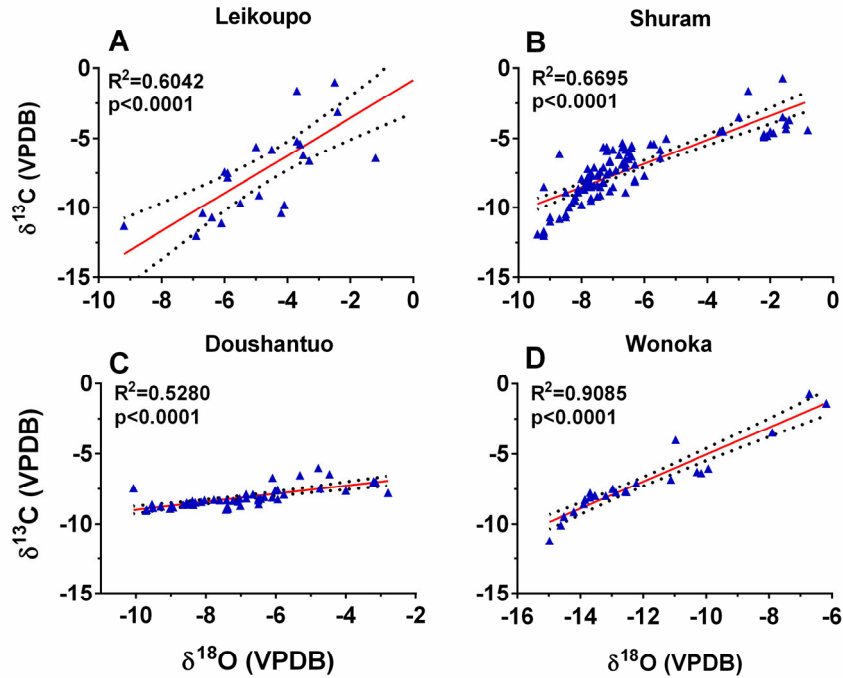 Leikoupo
A
R²=0.6042
p<0.0001
0
-5
-10
-15
-10
-8
-6
-4
-2
0
δ¹³C (VPDB)
Shuram
B
R²=0.6695
p<0.0001
0
-5
-10
-15
-10
-8
-6
-4
-2
0
Doushantuo
C
R²=0.5280
p<0.0001
0
-5
-10
-15
-10
-8
-6
-4
-2
δ¹³C (VPDB)
δ¹⁸O (VPDB)
Wonoka
D
R²=0.9085
p<0.0001
0
-5
-10
-15
-16
-14
-12
-10
-8
-6
δ¹⁸O (VPDB)